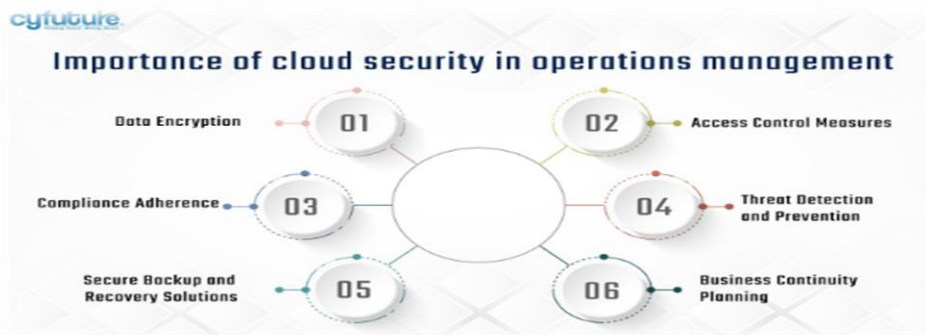 cyfuture
Importance of cloud security in operations management
Data Encryption
01
02
Access Control Measures
Compliance Adherence
03
04
Threat Detection
and Prevention
Secure Backup and
Recovery Solutions
05
06
Business Continuity
Planning